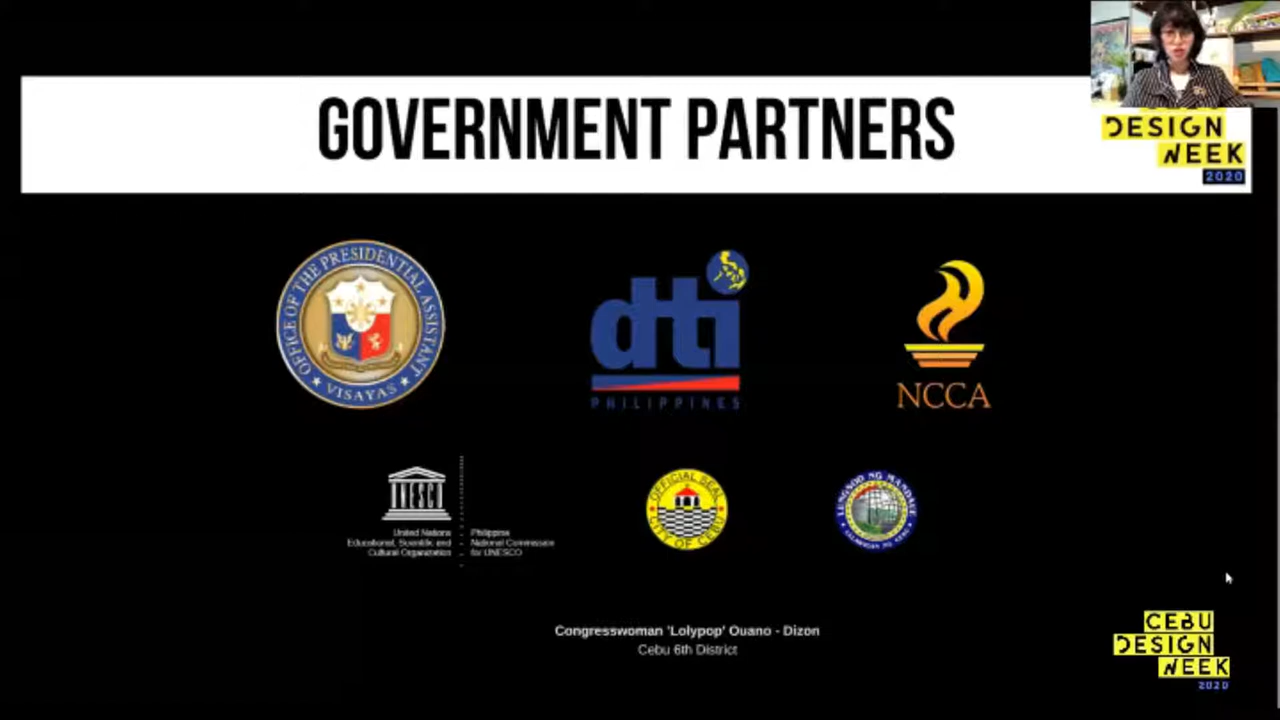 GOVERNMENT PARTNERS
DESIGN
WEEK
2020
OFFICE OF THE PRESIDENTIAL ASSISTANT
VISAYAS
dti
PHILIPPINES
NCCA
UNESCO
United Nations
Educational, Scientific and
Cultural Organization
Philippine
National Commission
for UNESCO
OFFICIAL SEAL
CITY OF CEBU
LUNGSOD NG MANDAUE
Congresswoman 'Lolypop' Ouano - Dizon
Cebu 6th District
CEBU
DESIGN
WEEK
2020